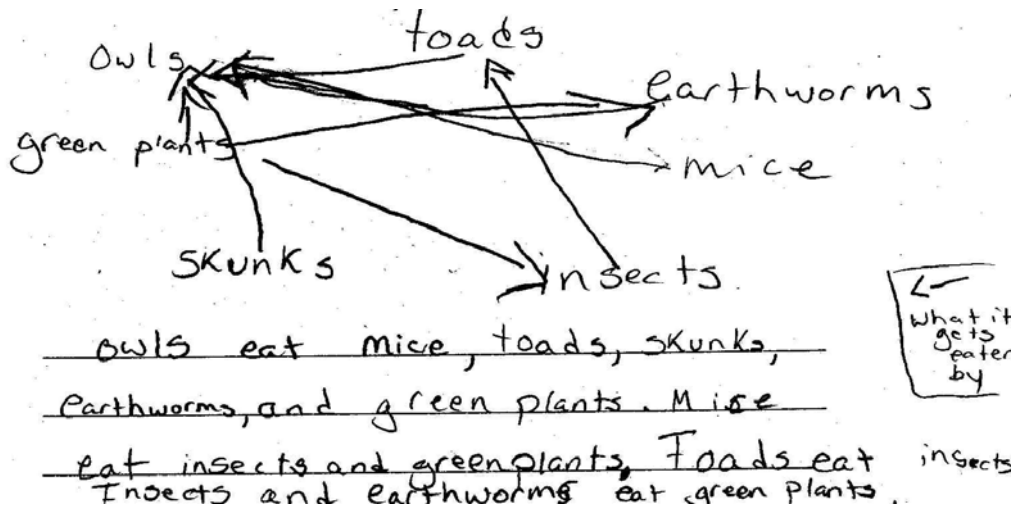 owls
toads
earthworms
green plants
mice
skunks
insects
what it
gets
eaten
by
owls eat mice, toads, skunks,
earthworms, and green plants. Mice
eat insects and green plants. Toads eat insects
Insects and earthworms eat green plants.